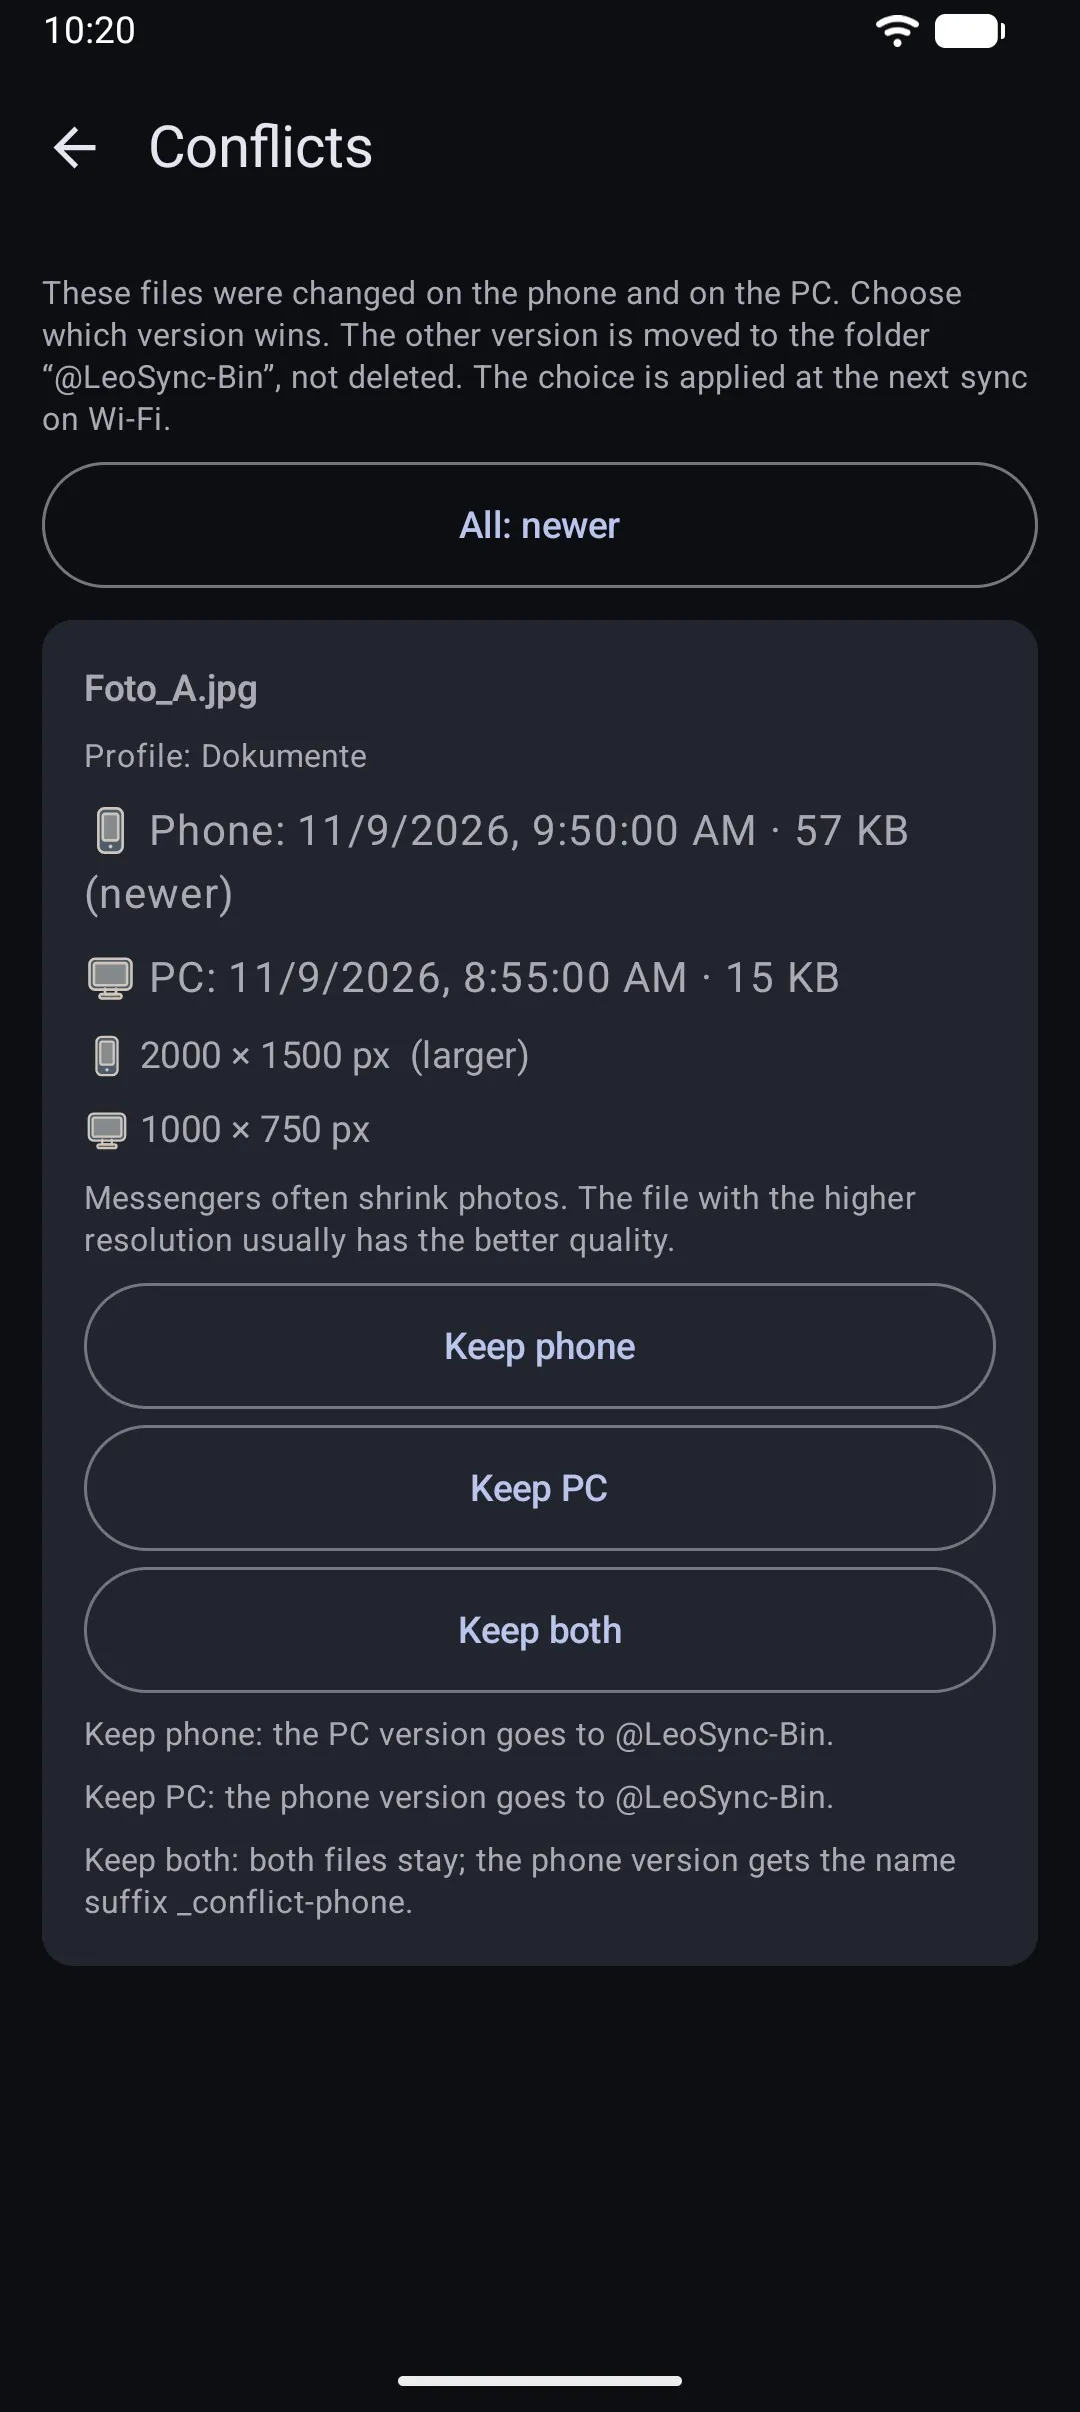 10:20
Conflicts
These files were changed on the phone and on the PC. Choose
which version wins. The other version is moved to the folder
“@LeoSync-Bin”, not deleted. The choice is applied at the next sync
on Wi-Fi.
All: newer
Foto_A.jpg
Profile: Dokumente
Phone: 11/9/2026, 9:50:00 AM · 57 KB
(newer)
PC: 11/9/2026, 8:55:00 AM · 15 KB
2000 × 1500 px (larger)
1000 × 750 px
Messengers often shrink photos. The file with the higher
resolution usually has the better quality.
Keep phone
Keep PC
Keep both
Keep phone: the PC version goes to @LeoSync-Bin.
Keep PC: the phone version goes to @LeoSync-Bin.
Keep both: both files stay; the phone version gets the name
suffix _conflict-phone.